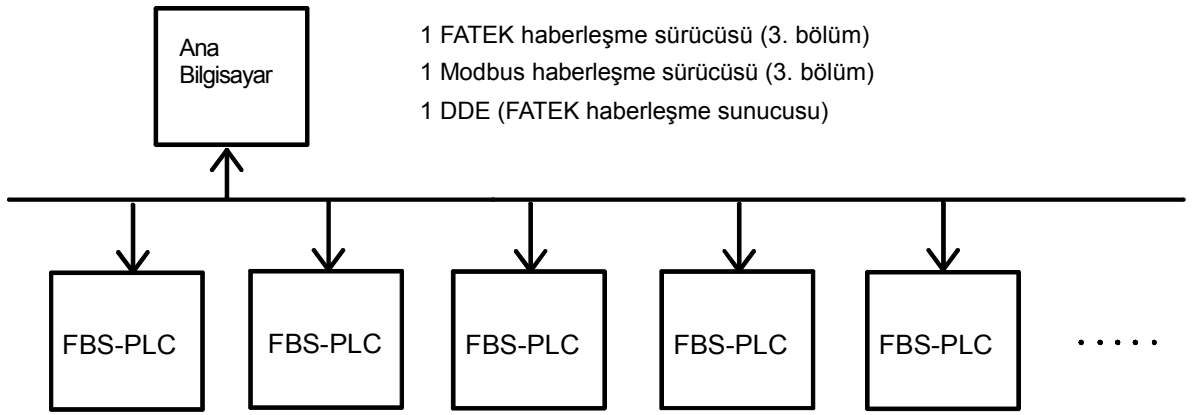 Ana
Bilgisayar
1 FATEK haberleşme sürücüsü (3. bölüm)
1 Modbus haberleşme sürücüsü (3. bölüm)
1 DDE (FATEK haberleşme sunucusu)
FBS-PLC
FBS-PLC
FBS-PLC
FBS-PLC
FBS-PLC
. . . . .